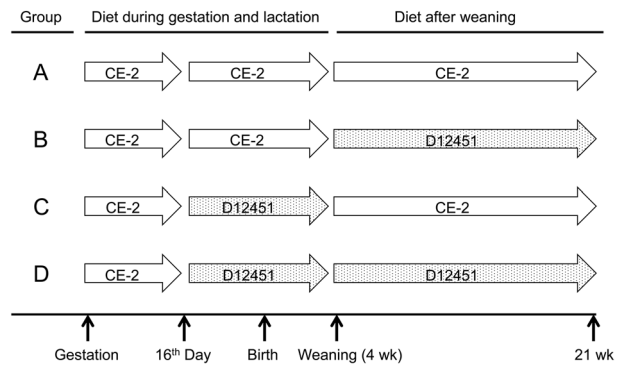 Group Diet during gestation and lactation Diet after weaning
A CE-2 CE-2 CE-2
B CE-2 CE-2 D12451
C CE-2 D12451 CE-2
D CE-2 D12451 D12451
Gestation 16th Day Birth Weaning (4 wk) 21 wk